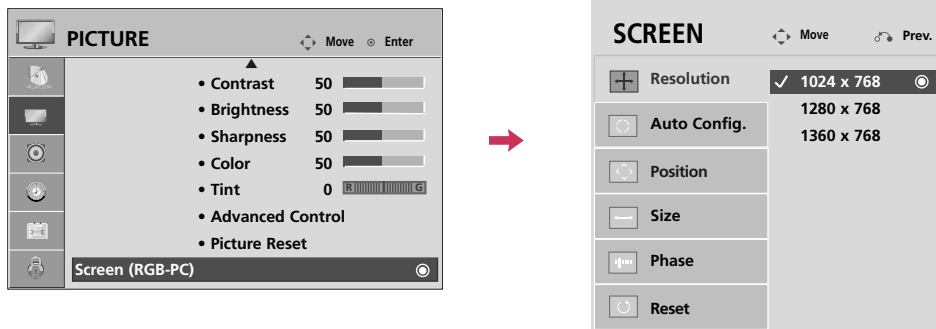 PICTURE
Move
Enter
• Contrast 50
• Brightness 50
• Sharpness 50
• Color 50
• Tint 0 R G
• Advanced Control
• Picture Reset
Screen (RGB-PC)
SCREEN
Move
Prev.
Resolution
Auto Config.
Position
Size
Phase
Reset
✓ 1024 x 768
1280 x 768
1360 x 768